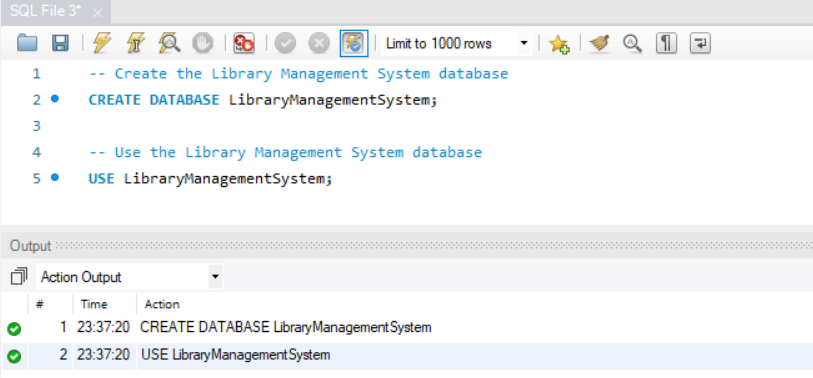 SQL File 3*
Limit to 1000 rows
1 -- Create the Library Management System database
2 CREATE DATABASE LibraryManagementSystem;
3
4 -- Use the Library Management System database
5 USE LibraryManagementSystem;
Output
Action Output
# Time Action
1 23:37:20 CREATE DATABASE LibraryManagementSystem
2 23:37:20 USE LibraryManagementSystem